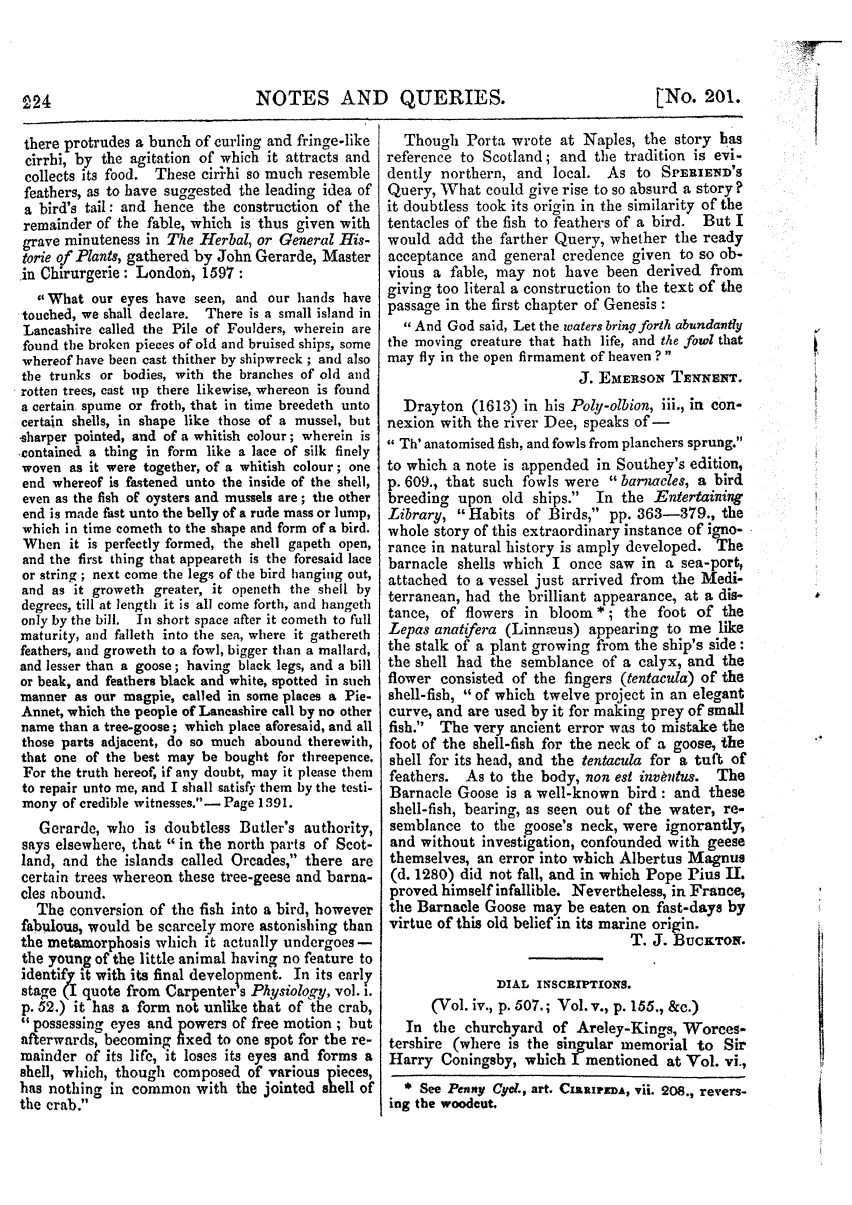 224 NOTES AND QUERIES. [No. 201.
there protrudes a bunch of curling and fringe-like
cirrhi, by the agitation of which it attracts and
collects its food. These cirrhi so much resemble
feathers, as to have suggested the leading idea of
a bird's tail: and hence the construction of the
remainder of the fable, which is thus given with
grave minuteness in The Herbal, or General His-
torie of Plants, gathered by John Gerarde, Master
in Chirurgerie: London, 1597:
"What our eyes have seen, and our hands have
touched, we shall declare. There is a small island in
Lancashire called the Pile of Foulders, wherein are
found the broken pieces of old and bruised ships, some
whereof have been cast thither by shipwreck; and also
the trunks or bodies, with the branches of old and
rotten trees, cast up there likewise, whereon is found
a certain spume or froth, that in time breedeth unto
certain shells, in shape like those of a mussel, but
sharper pointed, and of a whitish colour; wherein is
contained a thing in form like a lace of silk finely
woven as it were together, of a whitish colour; one
end whereof is fastened unto the inside of the shell,
even as the fish of oysters and mussels are; the other
end is made fast unto the belly of a rude mass or lump,
which in time cometh to the shape and form of a bird.
When it is perfectly formed, the shell gapeth open,
and the first thing that appeareth is the foresaid lace
or string; next come the legs of the bird hanging out,
and as it groweth greater, it openeth the shell by
degrees, till at length it is all come forth, and hangeth
only by the bill. In short space after it cometh to full
maturity, and falleth into the sea, where it gathereth
feathers, and groweth to a fowl, bigger than a mallard,
and lesser than a goose; having black legs, and a bill
or beak, and feathers black and white, spotted in such
manner as our magpie, called in some places a Pie-
Annet, which the people of Lancashire call by no other
name than a tree-goose; which place aforesaid, and all
those parts adjacent, do so much abound therewith,
that one of the best may be bought for threepence.
For the truth hereof, if any doubt, may it please them
to repair unto me, and I shall satisfy them by the testi-
mony of credible witnesses."—Page 1391.
Gerarde, who is doubtless Butler's authority,
says elsewhere, that "in the north parts of Scot-
land, and the islands called Orcades," there are
certain trees whereon these tree-geese and barna-
cles abound.
The conversion of the fish into a bird, however
fabulous, would be scarcely more astonishing than
the metamorphosis which it actually undergoes—
the young of the little animal having no feature to
identify it with its final development. In its early
stage (I quote from Carpenter's Physiology, vol. i.
p. 52.) it has a form not unlike that of the crab,
"possessing eyes and powers of free motion; but
afterwards, becoming fixed to one spot for the re-
mainder of its life, it loses its eyes and forms a
shell, which, though composed of various pieces,
has nothing in common with the jointed shell of
the crab."
Though Porta wrote at Naples, the story has
reference to Scotland; and the tradition is evi-
dently northern, and local. As to SPERIEND'S
Query, What could give rise to so absurd a story?
it doubtless took its origin in the similarity of the
tentacles of the fish to feathers of a bird. But I
would add the farther Query, whether the ready
acceptance and general credence given to so ob-
vious a fable, may not have been derived from
giving too literal a construction to the text of the
passage in the first chapter of Genesis:
"And God said, Let the waters bring forth abundantly
the moving creature that hath life, and the fowl that
may fly in the open firmament of heaven?"
J. EMERSON TENNENT.
Drayton (1613) in his Poly-olbion, iii., in con-
nexion with the river Dee, speaks of—
"Th' anatomised fish, and fowls from planchers sprung."
to which a note is appended in Southey's edition,
p. 609., that such fowls were "barnacles, a bird
breeding upon old ships." In the Entertaining
Library, "Habits of Birds," pp. 363—379., the
whole story of this extraordinary instance of igno-
rance in natural history is amply developed. The
barnacle shells which I once saw in a sea-port,
attached to a vessel just arrived from the Medi-
terranean, had the brilliant appearance, at a dis-
tance, of flowers in bloom*; the foot of the
Lepas anatifera (Linnæus) appearing to me like
the stalk of a plant growing from the ship's side:
the shell had the semblance of a calyx, and the
flower consisted of the fingers (tentacula) of the
shell-fish, "of which twelve project in an elegant
curve, and are used by it for making prey of small
fish." The very ancient error was to mistake the
foot of the shell-fish for the neck of a goose, the
shell for its head, and the tentacula for a tuft of
feathers. As to the body, non est invèntus. The
Barnacle Goose is a well-known bird: and these
shell-fish, bearing, as seen out of the water, re-
semblance to the goose's neck, were ignorantly,
and without investigation, confounded with geese
themselves, an error into which Albertus Magnus
(d. 1280) did not fall, and in which Pope Pius II.
proved himself infallible. Nevertheless, in France,
the Barnacle Goose may be eaten on fast-days by
virtue of this old belief in its marine origin.
T. J. BUCKTON.
DIAL INSCRIPTIONS.
(Vol. iv., p. 507.; Vol. v., p. 155., &c.)
In the churchyard of Areley-Kings, Worces-
tershire (where is the singular memorial to Sir
Harry Coningsby, which I mentioned at Vol. vi.,
* See Penny Cycl., art. CIRRIPEDA, vii. 208., revers-
ing the woodcut.